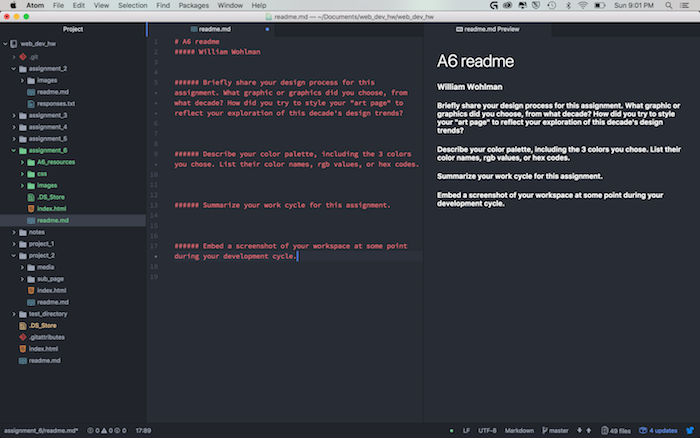 Atom File Edit View Selection Find Packages Window Help
Sun 9:01 PM
readme.md — ~/Documents/web_dev_hw/web_dev_hw
Project
web_dev_hw
.git
assignment_2
images
readme.md
responses.txt
assignment_3
assignment_4
assignment_5
assignment_6
A6_resources
css
images
.DS_Store
index.html
readme.md
notes
project_1
project_2
media
sub_page
index.html
readme.md
test_directory
.DS_Store
.gitattributes
index.html
readme.md
readme.md
1 # A6 readme
2 ##### William Wohlman
3
4
5 ###### Briefly share your design process for this
assignment. What graphic or graphics did you choose, from
what decade? How did you try to style your "art page" to
reflect your exploration of this decade's design trends?
6
7
8
9 ###### Describe your color palette, including the 3 colors
you chose. List their color names, rgb values, or hex codes.
10
11
12
13 ###### Summarize your work cycle for this assignment.
14
15
16
17 ###### Embed a screenshot of your workspace at some point
during your development cycle.
18
19
readme.md Preview
A6 readme
William Wohlman
Briefly share your design process for this assignment. What graphic or
graphics did you choose, from what decade? How did you try to style
your "art page" to reflect your exploration of this decade's design
trends?
Describe your color palette, including the 3 colors you chose. List their
color names, rgb values, or hex codes.
Summarize your work cycle for this assignment.
Embed a screenshot of your workspace at some point during your
development cycle.
assignment_6/readme.md* 0 0 0 17:89
LF UTF-8 Markdown master 49 files 4 updates